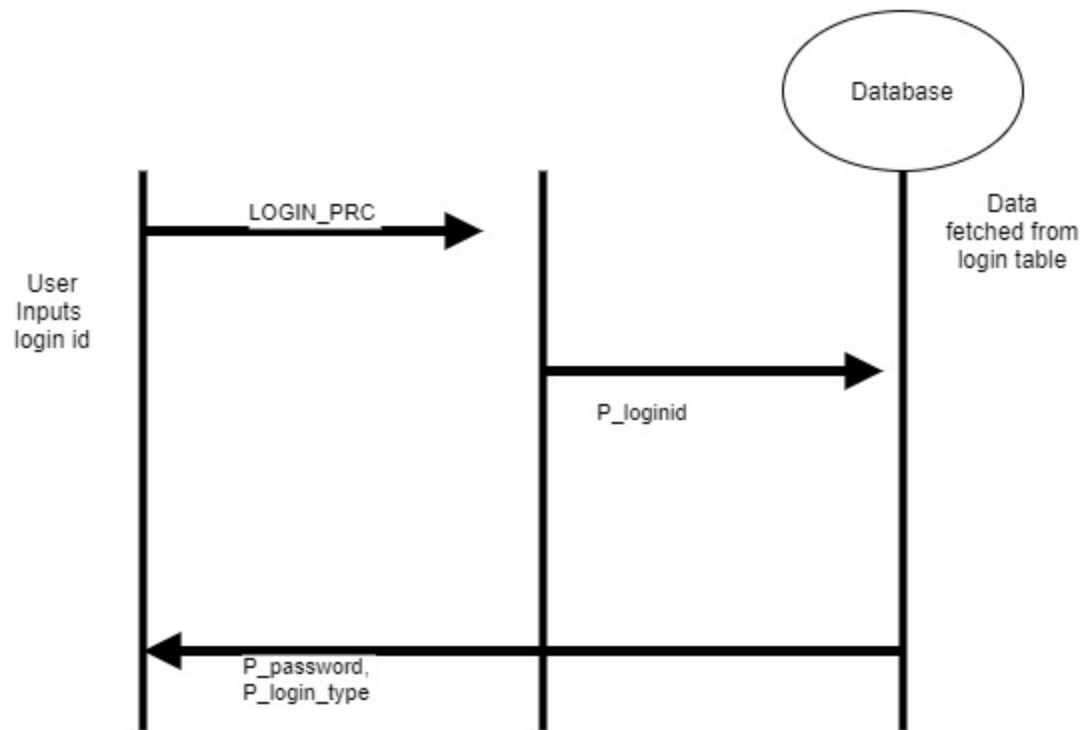 Database
LOGIN_PRC
Data
fetched from
login table
User
Inputs
login id
P_loginid
P_password,
P_login_type